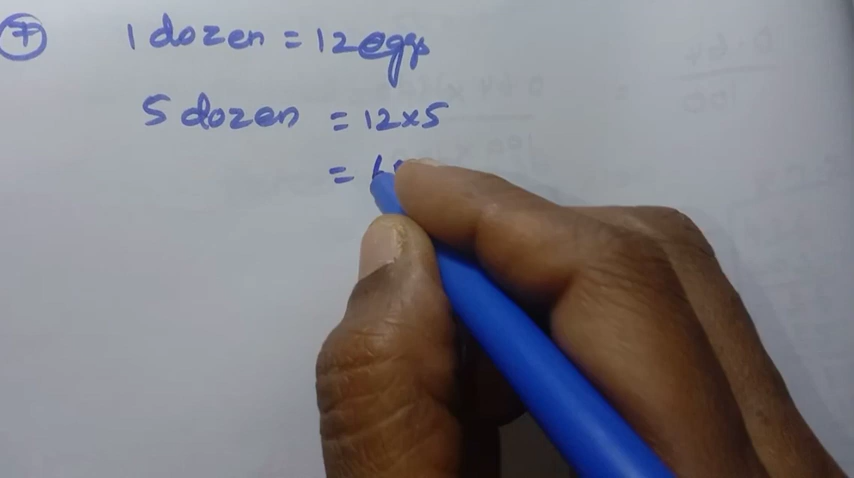 7 1 dozen = 12 eggs
5 dozen = 12×5
=